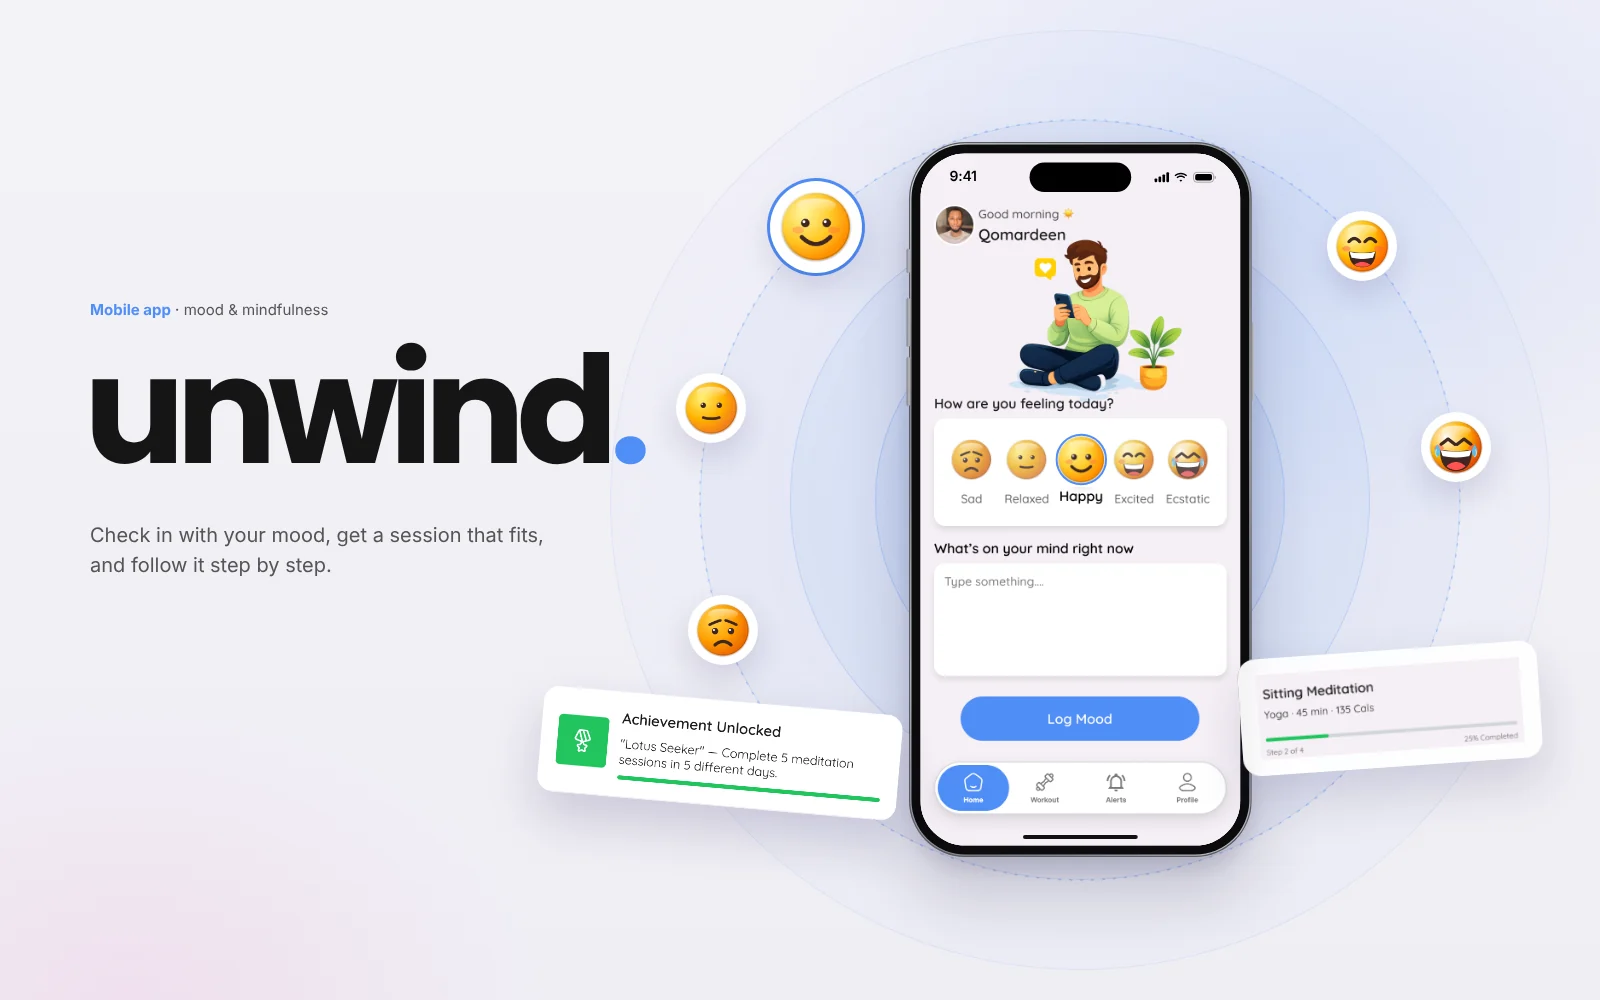 Mobile app · mood & mindfulness
unwind.
Check in with your mood, get a session that fits,
and follow it step by step.
9:41
Good morning
Qomardeen
How are you feeling today?
Sad Relaxed Happy Excited Ecstatic
What's on your mind right now
Type something....
Log Mood
Home Workout Alerts Profile
Achievement Unlocked
"Lotus Seeker" — Complete 5 meditation
sessions in 5 different days.
Sitting Meditation
Yoga · 45 min · 135 Cals
25% Completed
Step 2 of 4